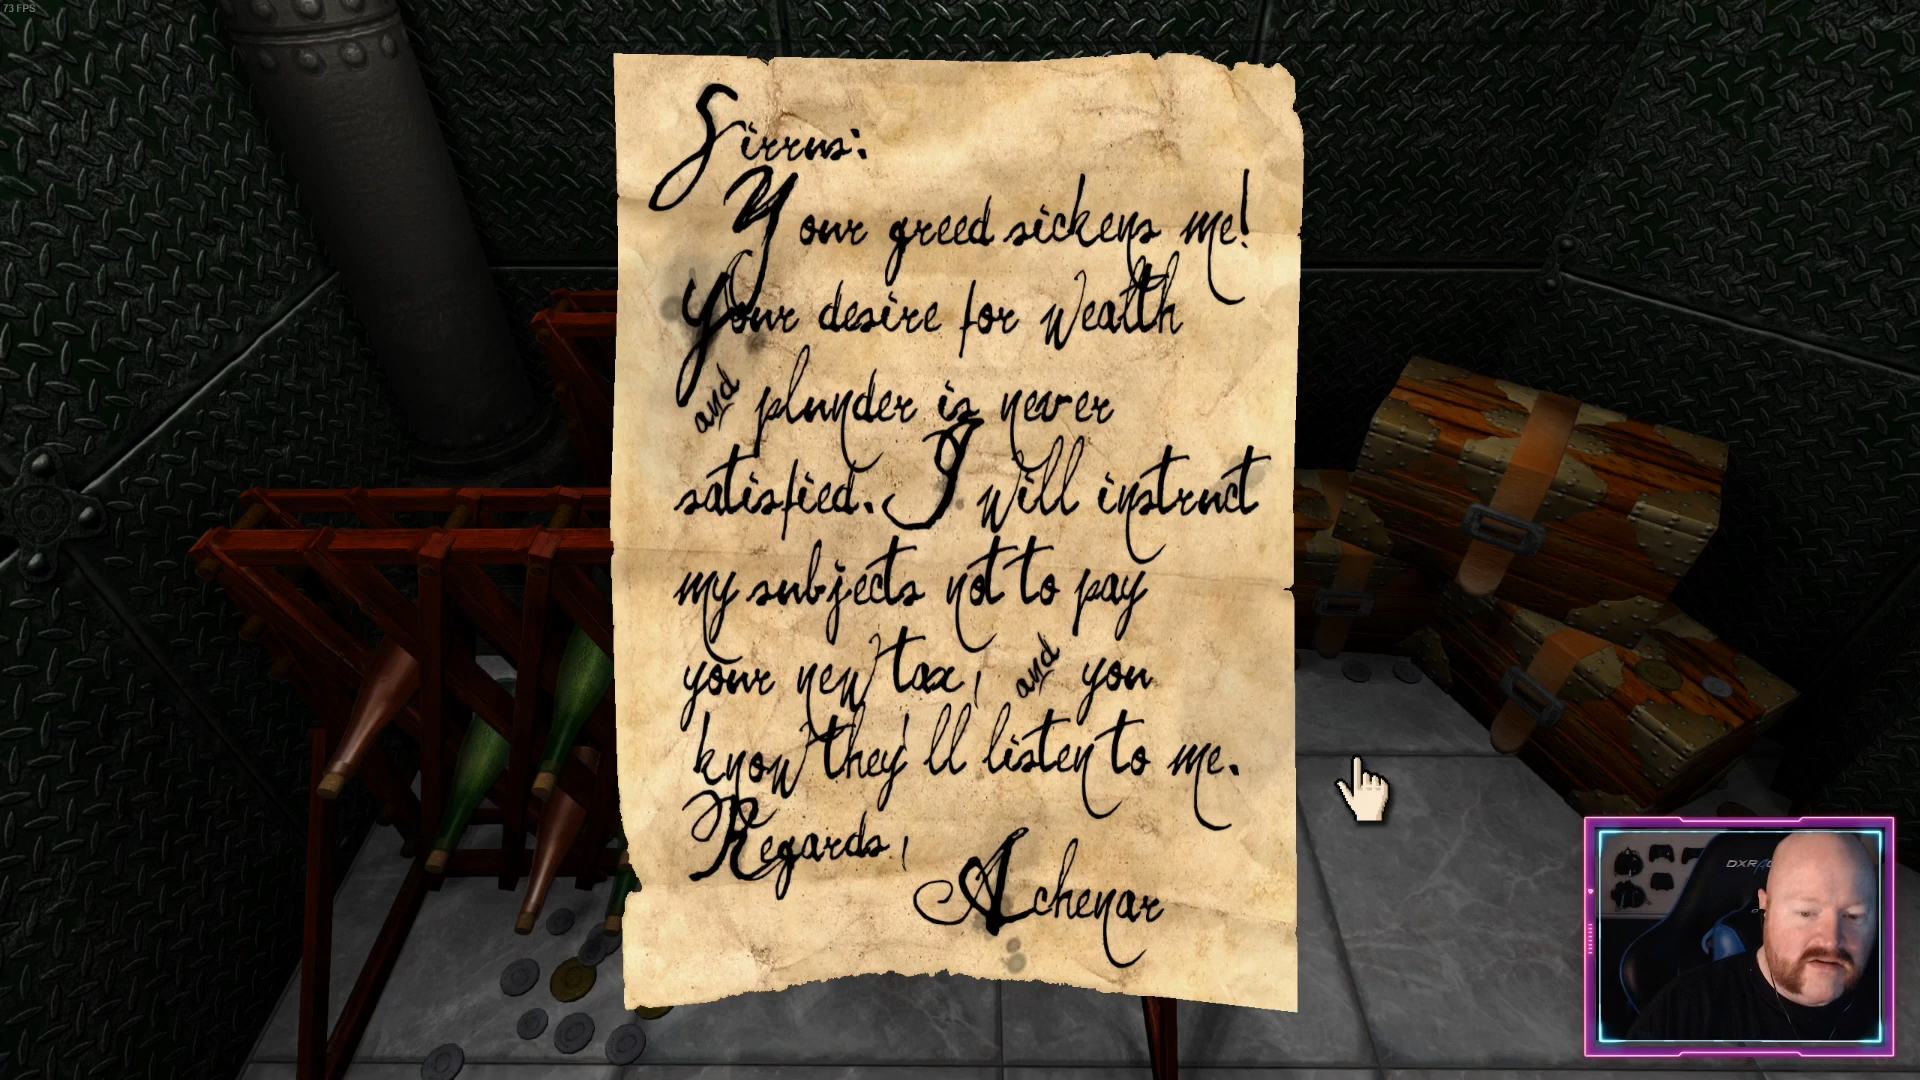 73 FPS
Sirrus:
Your greed sickens me!
Your desire for wealth
and plunder is never
satisfied. I will instruct
my subjects not to pay
your new tax, and you
know they'll listen to me.
Regards,
Achenar